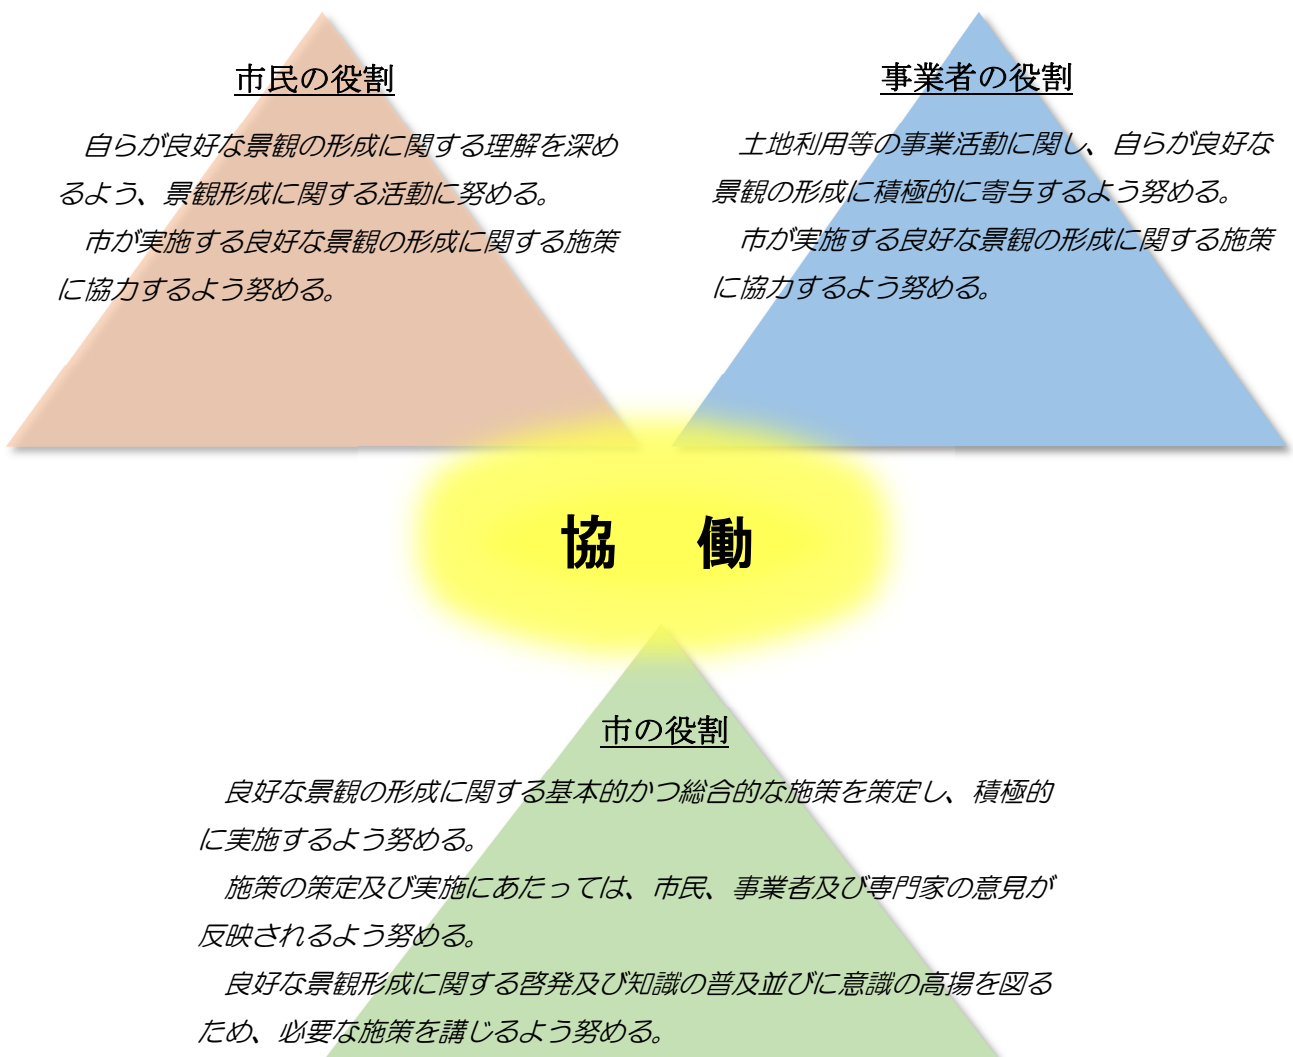 市民の役割
自らが良好な景観の形成に関する理解を深め
るよう、景観形成に関する活動に努める。
市が実施する良好な景観の形成に関する施策
に協力するよう努める。
事業者の役割
土地利用等の事業活動に関し、自らが良好な
景観の形成に積極的に寄与するよう努める。
市が実施する良好な景観の形成に関する施策
に協力するよう努める。
協　働
市の役割
良好な景観の形成に関する基本的かつ総合的な施策を策定し、積極的
に実施するよう努める。
施策の策定及び実施にあたっては、市民、事業者及び専門家の意見が
反映されるよう努める。
良好な景観形成に関する啓発及び知識の普及並びに意識の高揚を図る
ため、必要な施策を講じるよう努める。